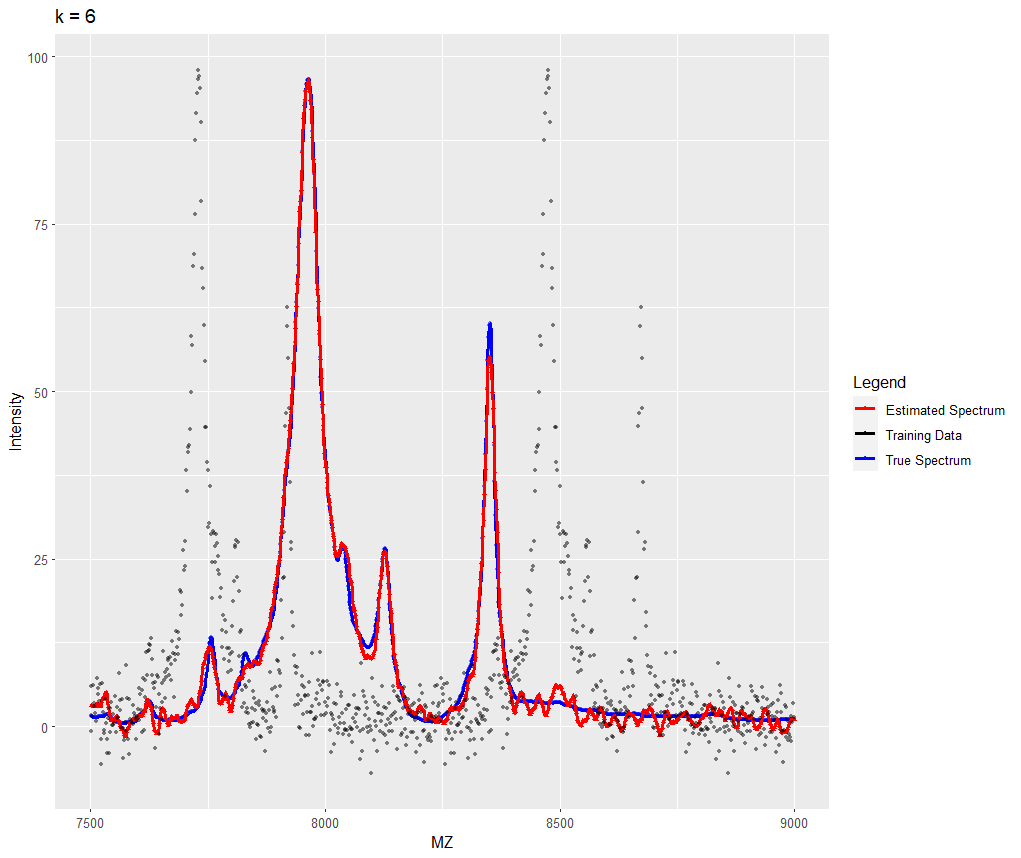 k = 6
100
75
50
25
0
Intensity
7500
8000
8500
9000
MZ
Legend
Estimated Spectrum
Training Data
True Spectrum